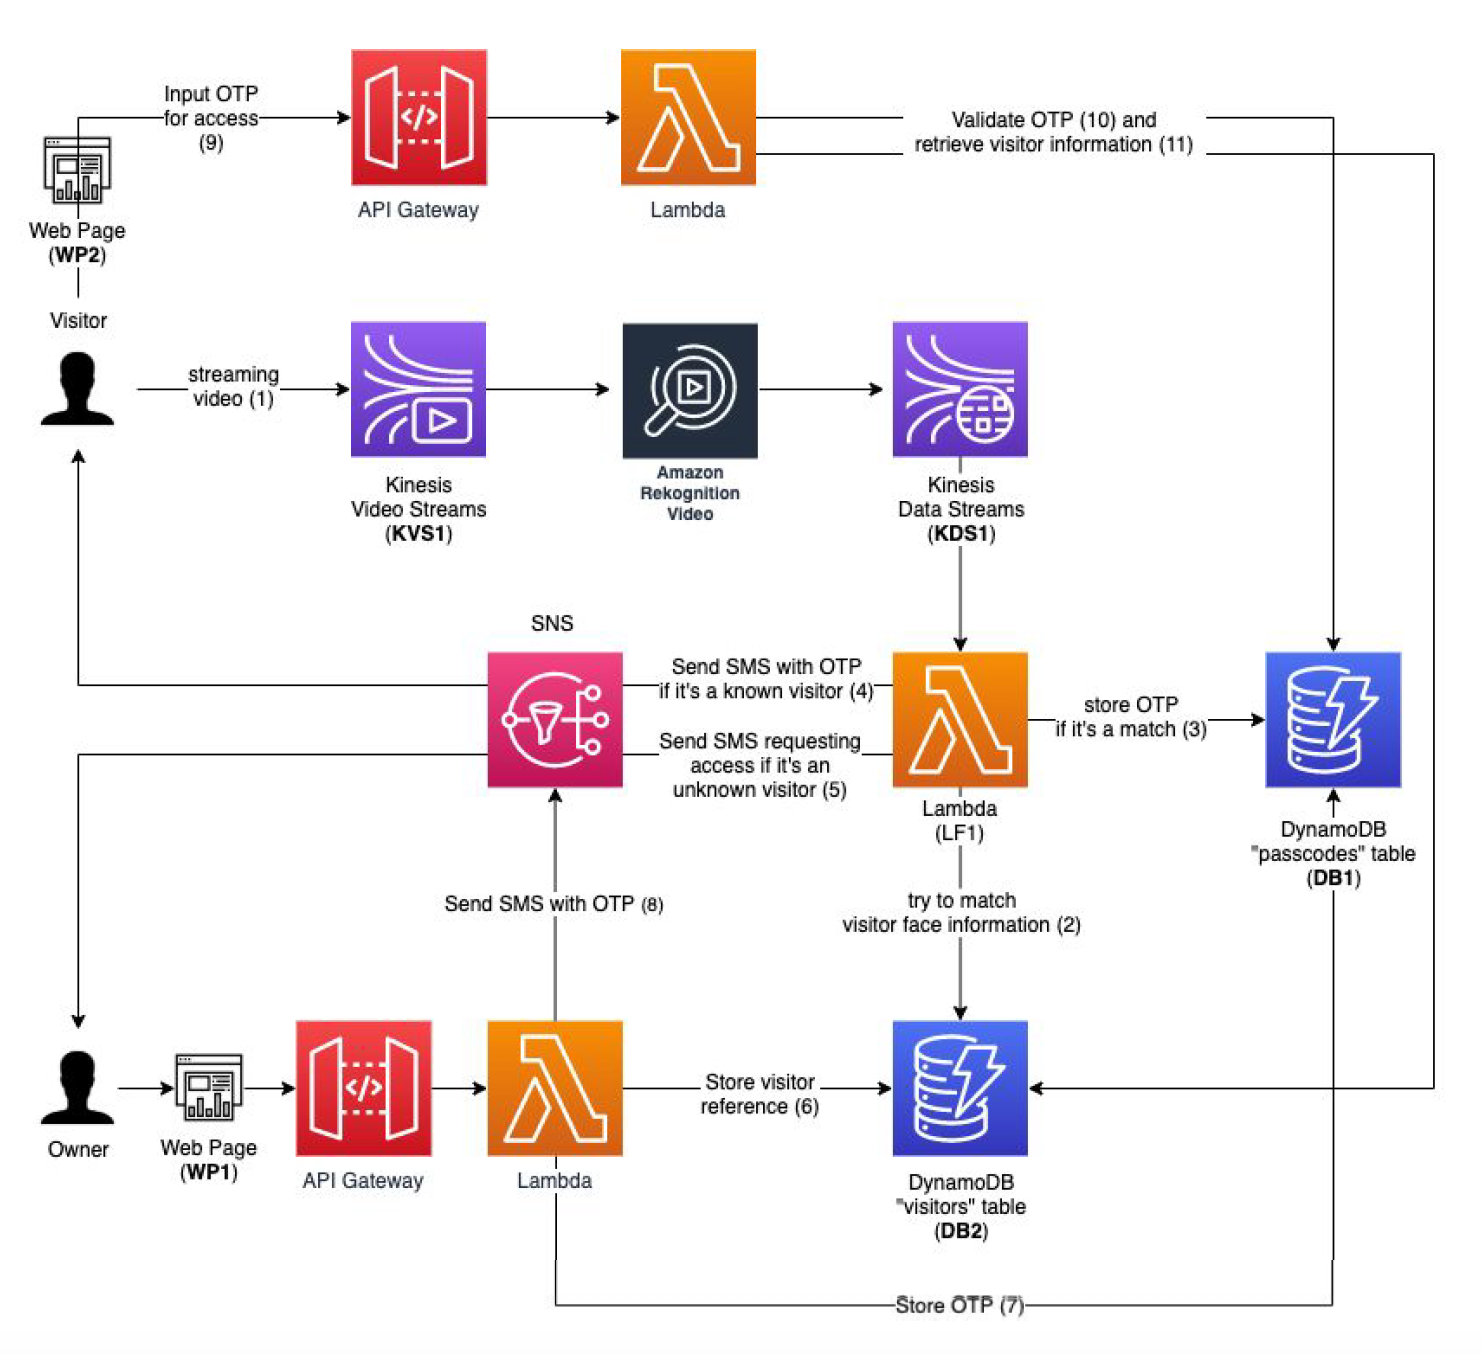 Input OTP
for access
(9)
</>
Validate OTP (10) and
retrieve visitor information (11)
API Gateway
Lambda
Web Page
(WP2)
Visitor
streaming
video (1)
Kinesis
Video Streams
(KVS1)
Amazon
Rekognition
Video
Kinesis
Data Streams
(KDS1)
SNS
Send SMS with OTP
if it's a known visitor (4)
store OTP
if it's a match (3)
Send SMS requesting
access if it's an
unknown visitor (5)
Lambda
(LF1)
DynamoDB
"passcodes" table
(DB1)
Send SMS with OTP (8)
try to match
visitor face information (2)
</>
Store visitor
reference (6)
Owner
Web Page
(WP1)
API Gateway
Lambda
DynamoDB
"visitors" table
(DB2)
Store OTP (7)